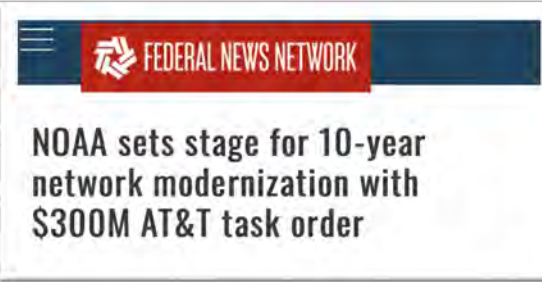 FEDERAL NEWS NETWORK
NOAA sets stage for 10-year
network modernization with
$300M AT&T task order